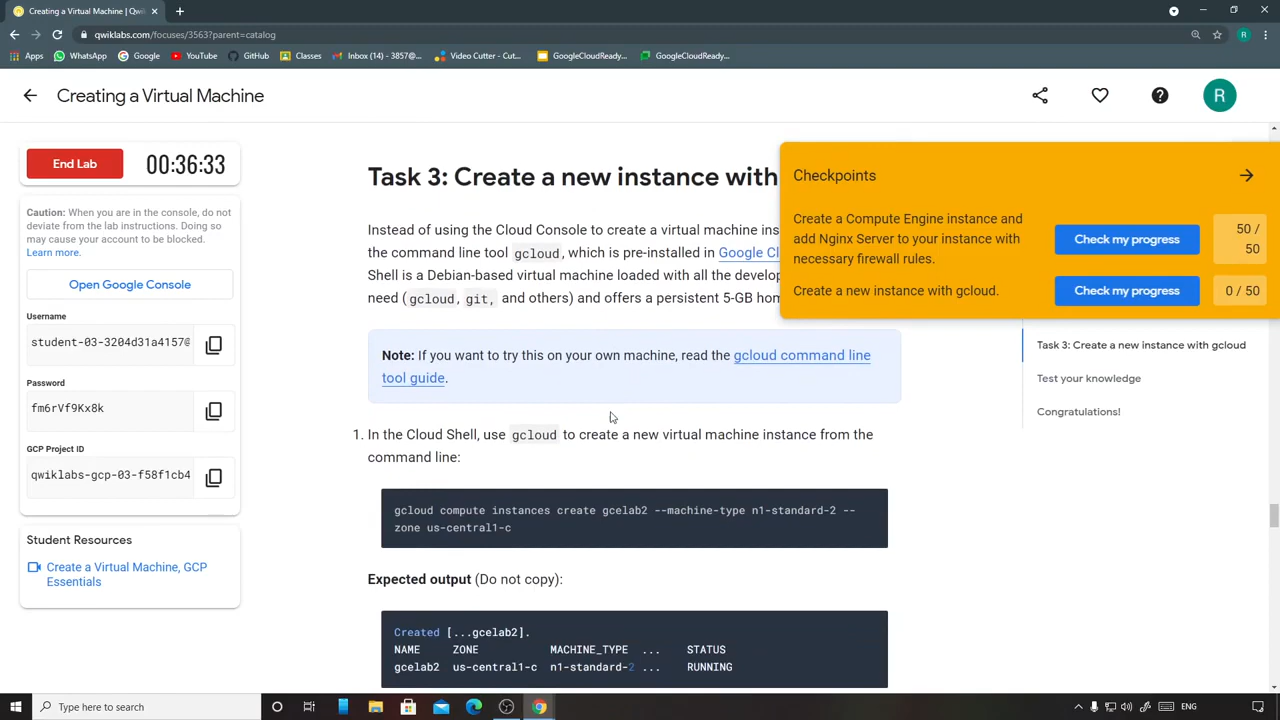 Creating a Virtual Machine | Qwi
qwiklabs.com/focuses/3563?parent=catalog
R
Apps
WhatsApp
Google
YouTube
GitHub
Classes
Inbox (14) - 3857@...
Video Cutter - Cut...
GoogleCloudReady...
GoogleCloudReady...
Creating a Virtual Machine
R
End Lab
00:36:33
Caution: When you are in the console, do not
deviate from the lab instructions. Doing so
may cause your account to be blocked.
Learn more.
Open Google Console
Username
student-03-3204d31a4157@
Password
fm6rVf9Kx8k
GCP Project ID
qwiklabs-gcp-03-f58f1cb4
Student Resources
Create a Virtual Machine, GCP
Essentials
Task 3: Create a new instance with
Instead of using the Cloud Console to create a virtual machine ins
the command line tool gcloud, which is pre-installed in Google Cl
Shell is a Debian-based virtual machine loaded with all the develop
need (gcloud, git, and others) and offers a persistent 5-GB hom
Note: If you want to try this on your own machine, read the gcloud command line
tool guide.
1. In the Cloud Shell, use gcloud to create a new virtual machine instance from the
command line:
gcloud compute instances create gcelab2 --machine-type n1-standard-2 --
zone us-central1-c
Expected output (Do not copy):
Created [...gcelab2].
NAME ZONE MACHINE_TYPE ... STATUS
gcelab2 us-central1-c n1-standard-2 ... RUNNING
Checkpoints
Create a Compute Engine instance and
add Nginx Server to your instance with
necessary firewall rules.
Check my progress
50 /
50
Create a new instance with gcloud.
Check my progress
0 / 50
Task 3: Create a new instance with gcloud
Test your knowledge
Congratulations!
Type here to search
ENG